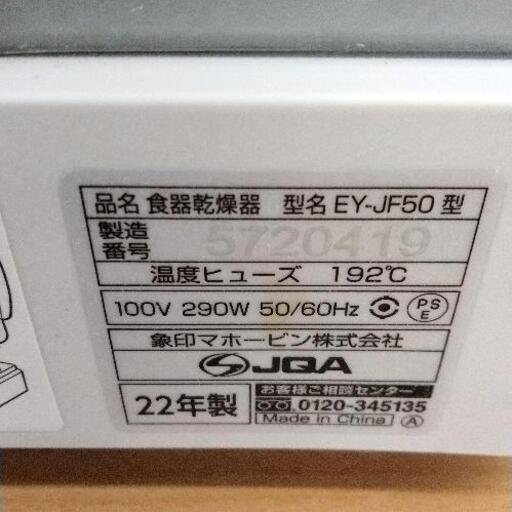 品名 食器乾燥器 型名 EY-JF50 型
製造番号 5720419
温度ヒューズ 192℃
100V 290W 50/60Hz PSE
象印マホービン株式会社
JQA
22年製
お客様ご相談センター
0120-345135
Made in China A